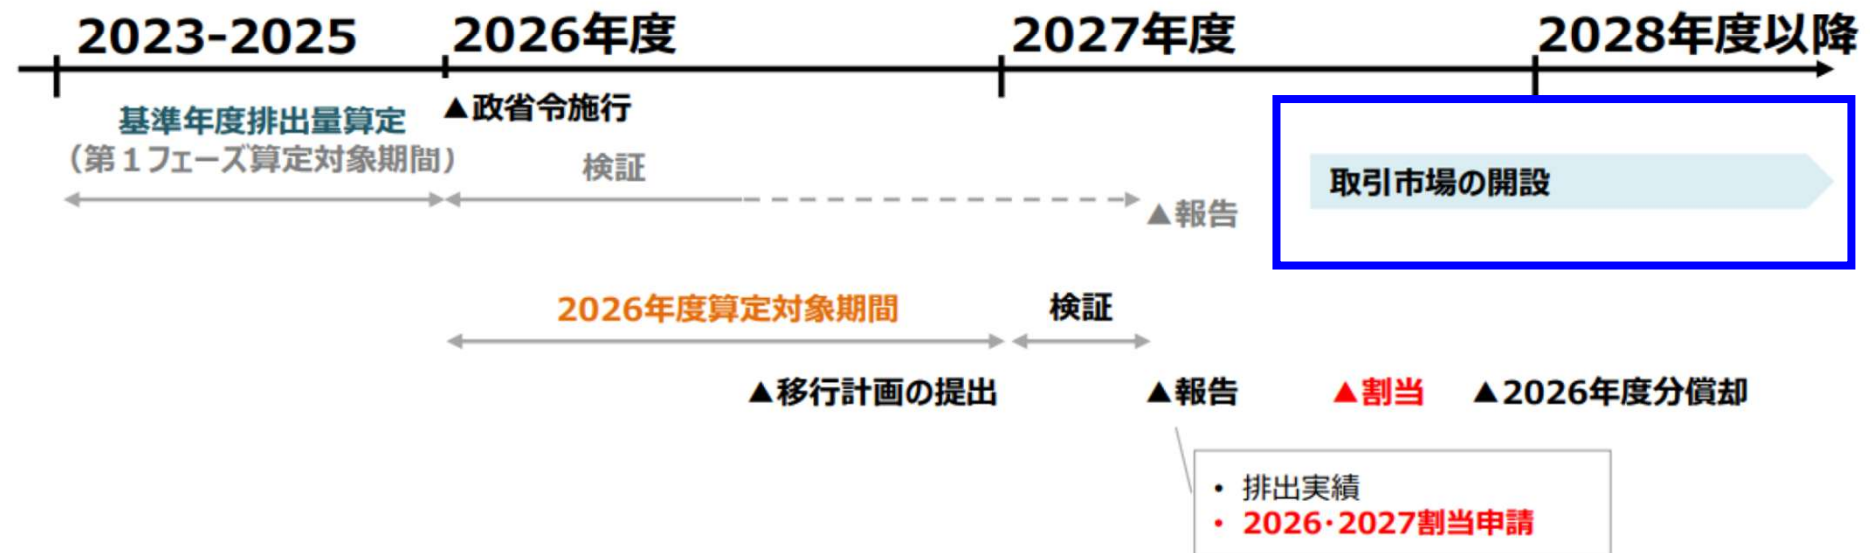 2023-2025
2026年度
2027年度
2028年度以降
基準年度排出量算定
（第１フェーズ算定対象期間）
▲政省令施行
検証
▲報告
取引市場の開設
2026年度算定対象期間
検証
▲移行計画の提出
▲報告
▲割当
▲2026年度分償却
• 排出実績
• 2026･2027割当申請